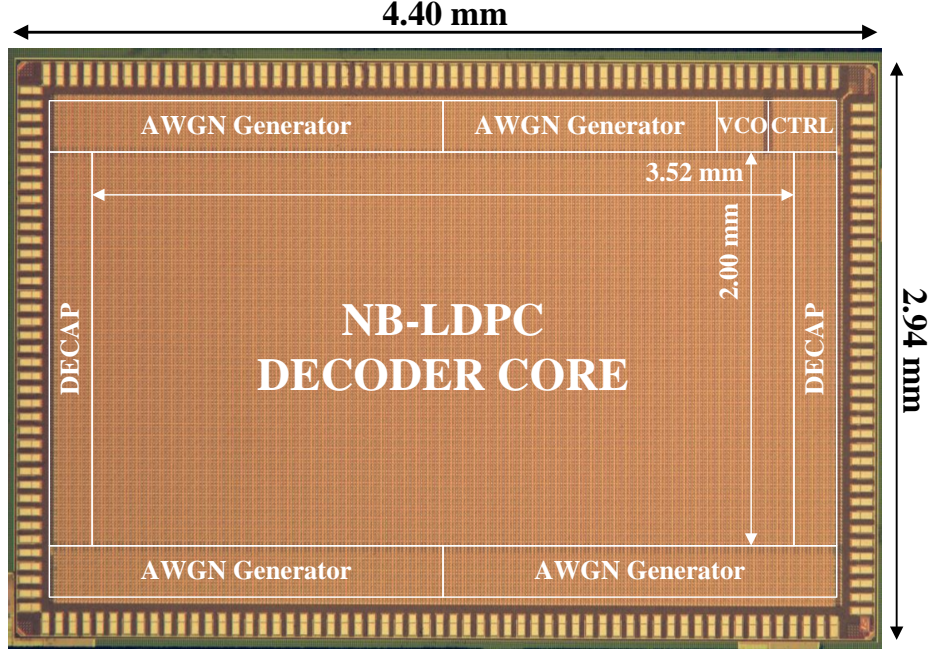 4.40 mm
AWGN Generator
AWGN Generator
VCO
CTRL
3.52 mm
2.00 mm
DECAP
NB-LDPC
DECODER CORE
DECAP
2.94 mm
AWGN Generator
AWGN Generator